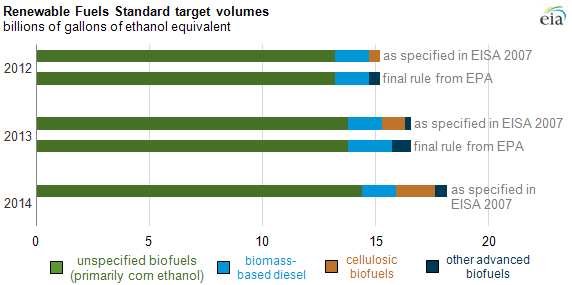 Renewable Fuels Standard target volumes
billions of gallons of ethanol equivalent
eia
2012
as specified in EISA 2007
final rule from EPA
2013
as specified in EISA 2007
final rule from EPA
2014
as specified in
EISA 2007
0 5 10 15 20
unspecified biofuels
(primarily corn ethanol)
biomass-
based diesel
cellulosic
biofuels
other advanced
biofuels